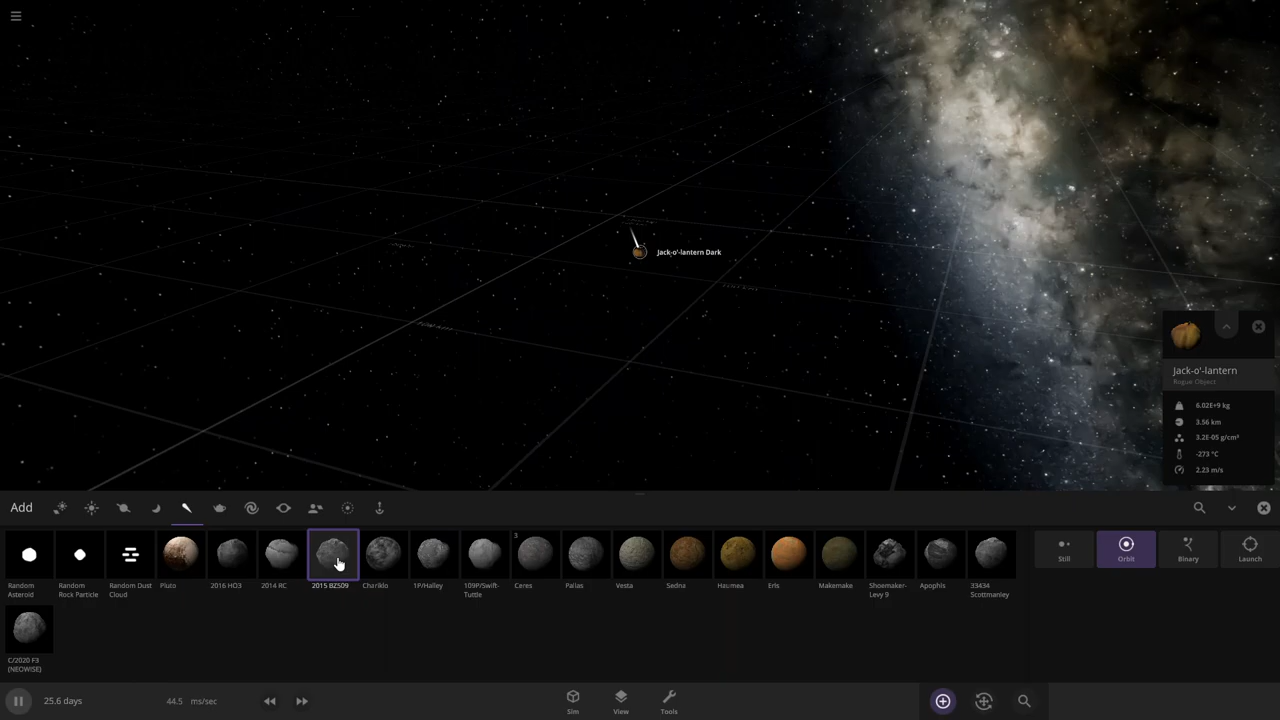 Jack-o'-lantern Dark
Jack-o'-lantern
Rogue Object
6.02E+9 kg
3.56 km
3.2E-05 g/cm³
-273 °C
2.23 m/s
Add
3
Random Asteroid
Random Rock Particle
Random Dust Cloud
Pluto
2016 HO3
2014 RC
2015 BZ509
Chariklo
1P/Halley
109P/Swift-Tuttle
Ceres
Pallas
Vesta
Sedna
Haumea
Eris
Makemake
Shoemaker-Levy 9
Apophis
33434 Scottmanley
C/2020 F3 (NEOWISE)
Still
Orbit
Binary
Launch
25.6 days
44.5 ms/sec
Sim
View
Tools